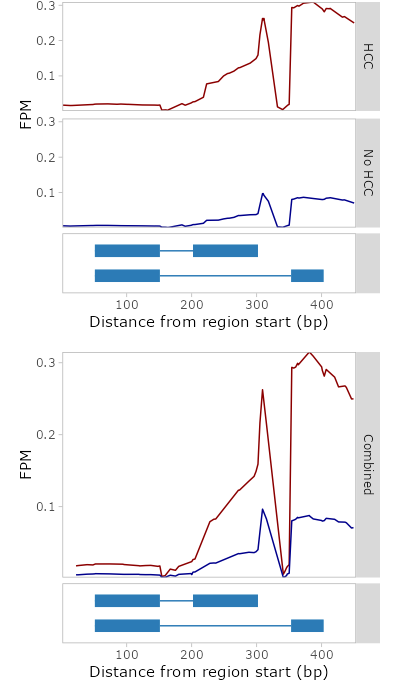 0.3
0.2
0.1
HCC
FPM
0.3
0.2
0.1
No HCC
100
200
300
400
Distance from region start (bp)
0.3
0.2
0.1
FPM
Combined
100
200
300
400
Distance from region start (bp)